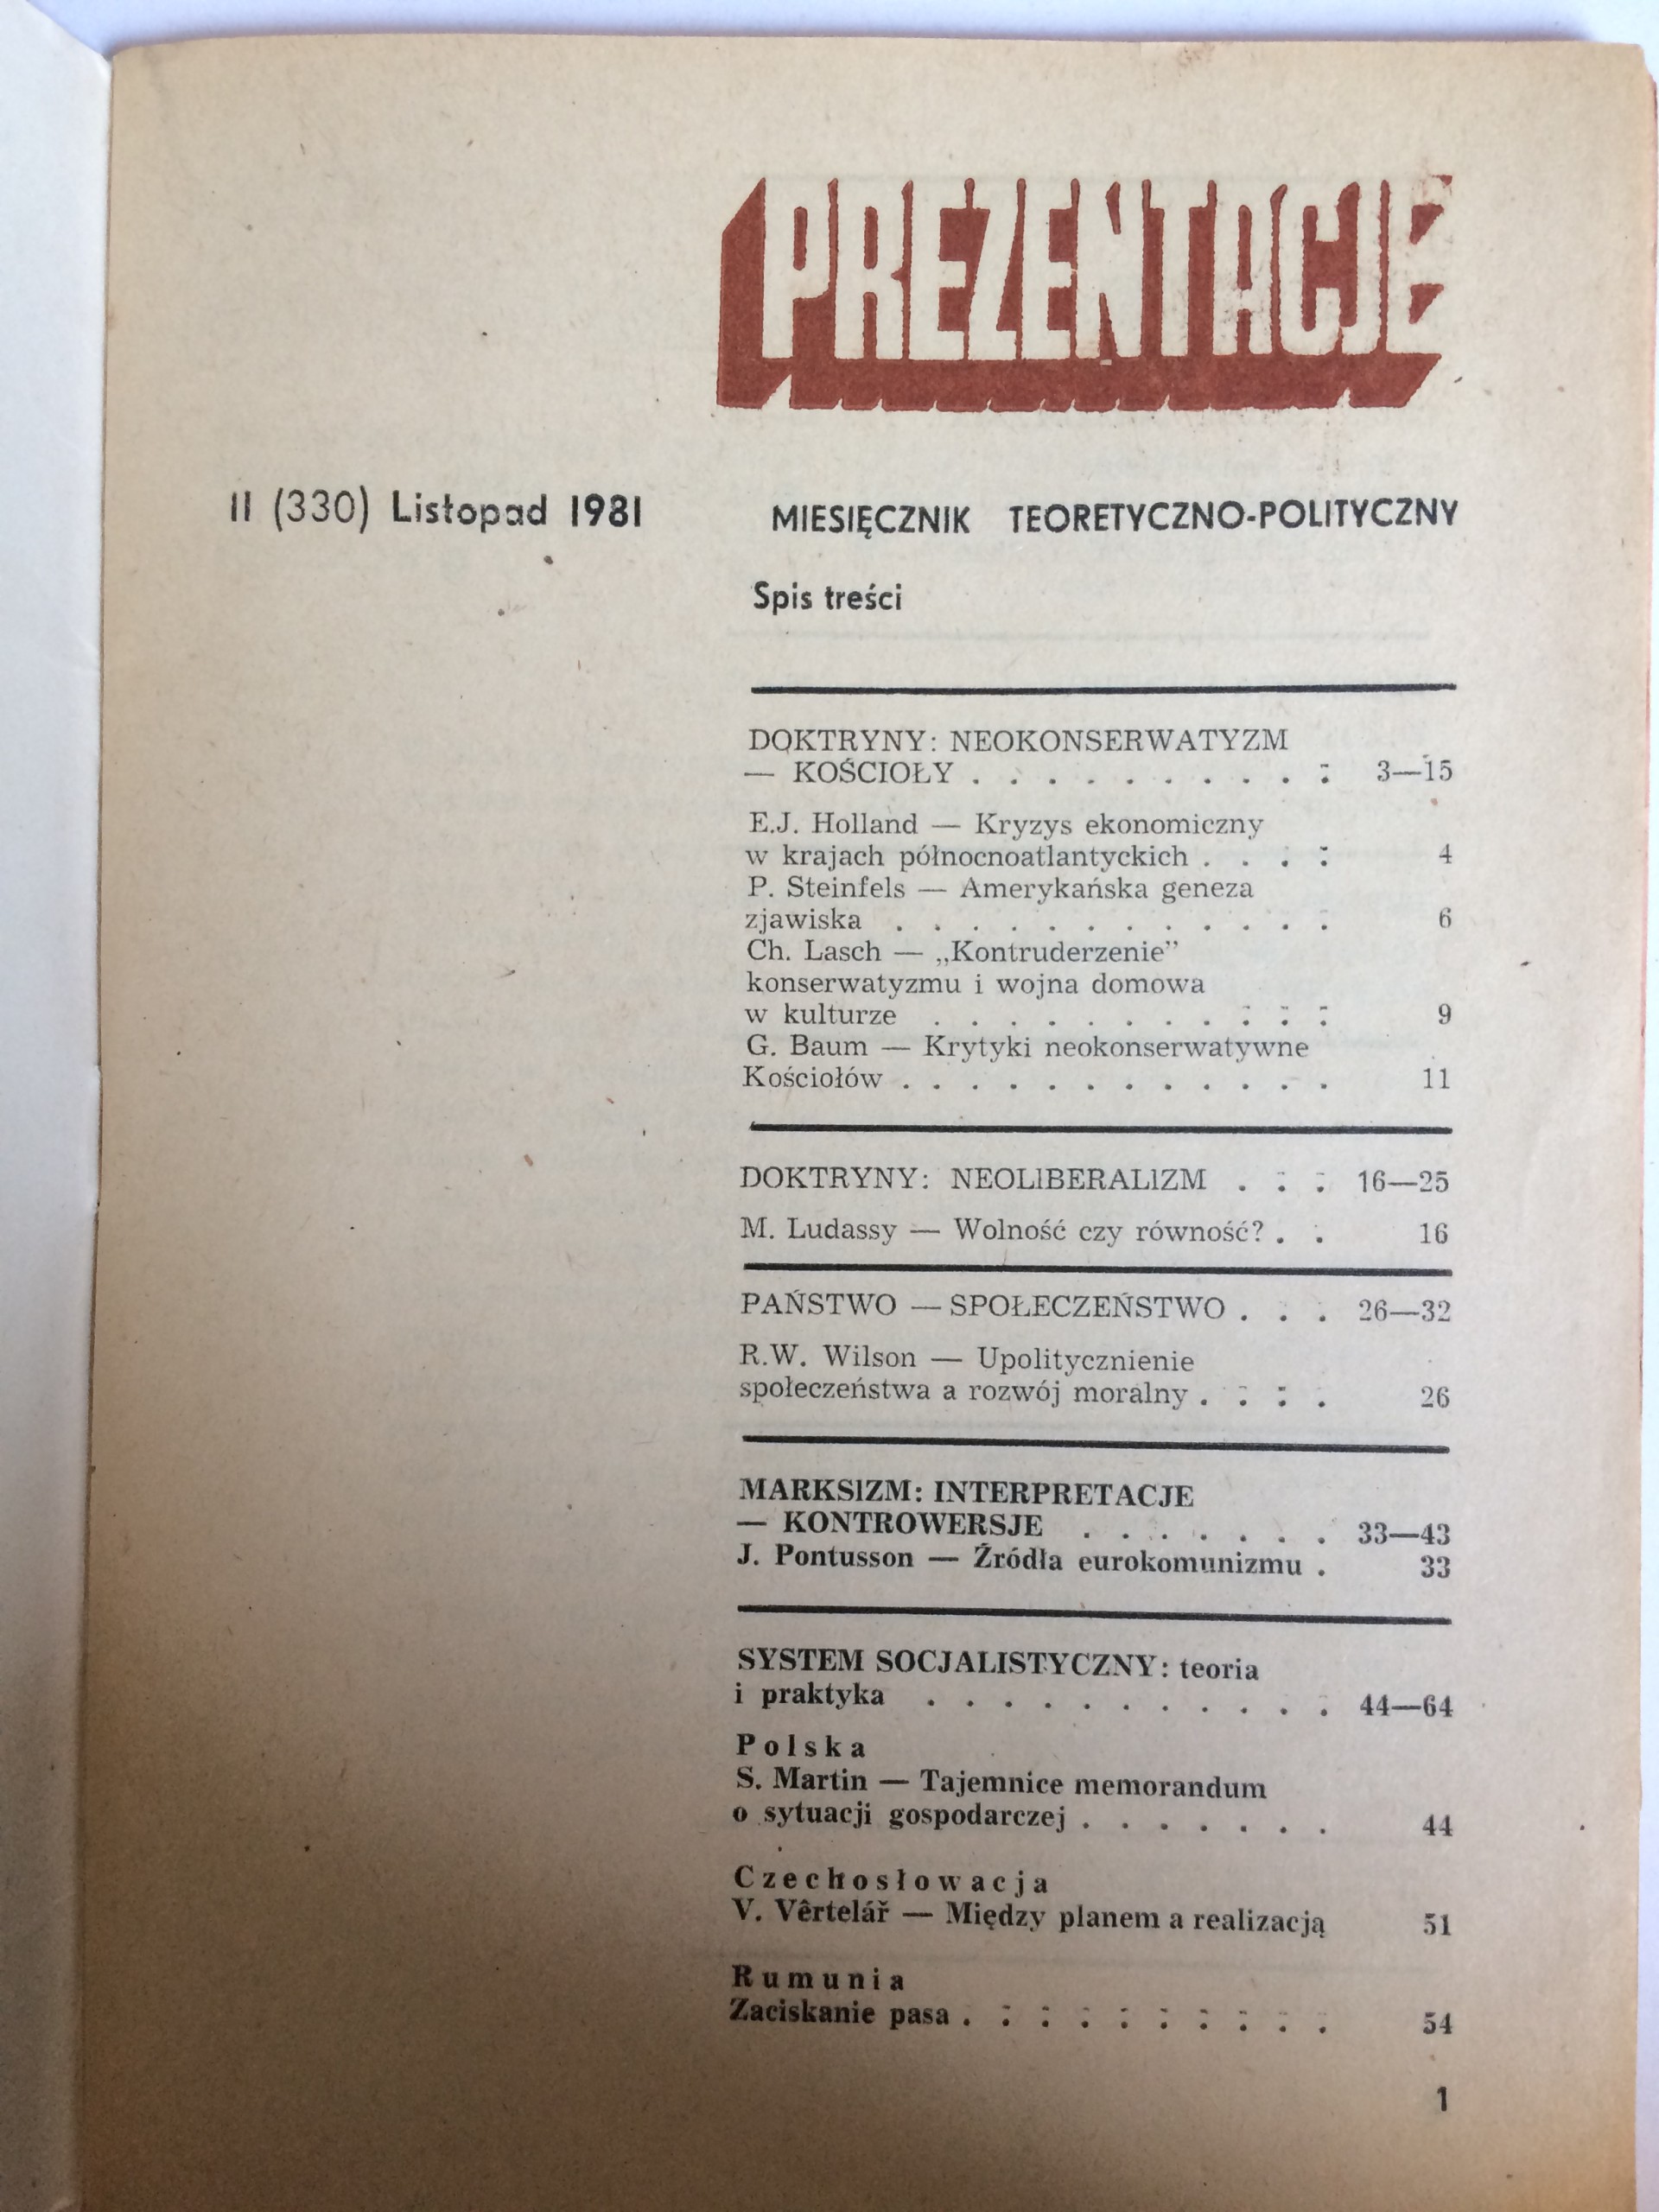 PREZENTACJE
11 (330) Listopad 1981
MIESIĘCZNIK TEORETYCZNO-POLITYCZNY
Spis treści
DOKTRYNY: NEOKONSERWATYZM
— KOŚCIOŁY . . . . . . . . . . 3—15
E.J. Holland — Kryzys ekonomiczny
w krajach północnoatlantyckich . . . . 4
P. Steinfels — Amerykańska geneza
zjawiska . . . . . . . . . . . . 6
Ch. Lasch — „Kontruderzenie”
konserwatyzmu i wojna domowa
w kulturze . . . . . . . . . . . 9
G. Baum — Krytyki neokonserwatywne
Kościołów . . . . . . . . . . . . 11
DOKTRYNY: NEOLIBERALIZM . . . 16—25
M. Ludassy — Wolność czy równość? . . 16
PAŃSTWO — SPOŁECZEŃSTWO . . . 26—32
R.W. Wilson — Upolitycznienie
społeczeństwa a rozwój moralny . . . . 26
MARKSIZM: INTERPRETACJE
— KONTROWERSJE . . . . . . . 33—43
J. Pontusson — Źródła eurokomunizmu . 33
SYSTEM SOCJALISTYCZNY: teoria
i praktyka . . . . . . . . . . . 44—64
Polska
S. Martin — Tajemnice memorandum
o sytuacji gospodarczej . . . . . . . 44
Czechosłowacja
V. Vêrtelář — Między planem a realizacją 51
Rumunia
Zaciskanie pasa . . . . . . . . . . 54
1